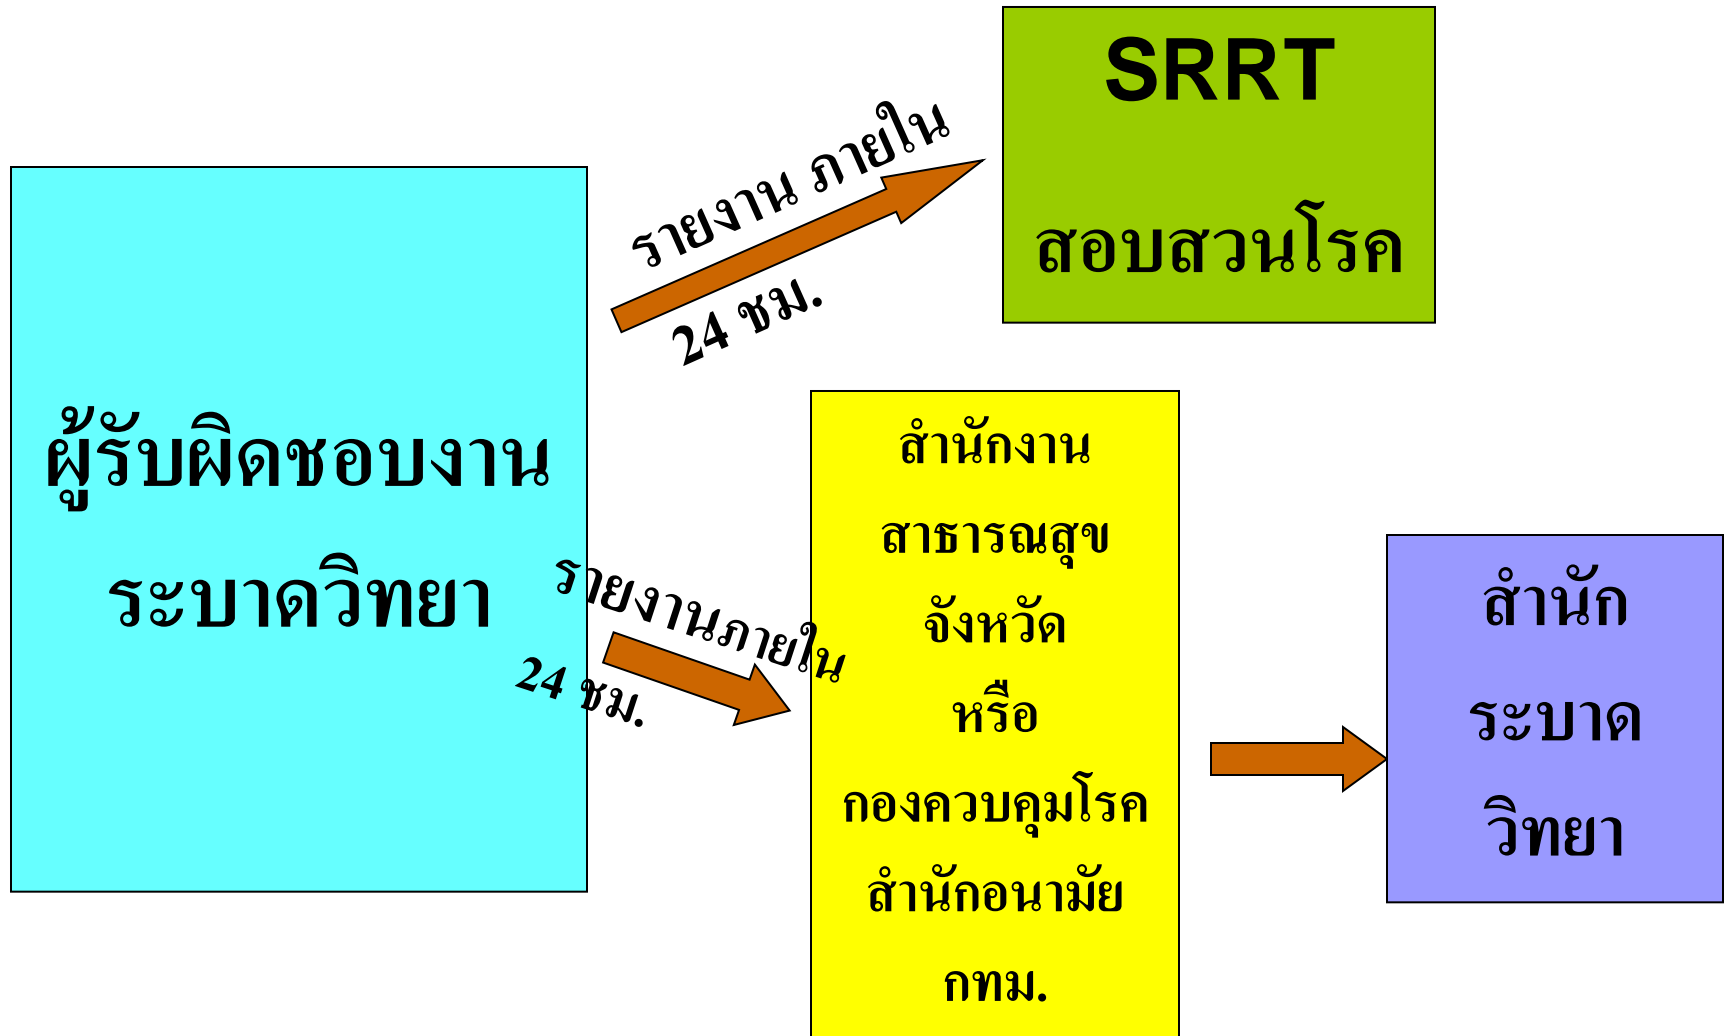 SRRT
สอบสวนโรค
รายงาน ภายใน
24 ชม.
ผู้รับผิดชอบงาน
ระบาดวิทยา
รายงานภายใน
24 ชม.
สำนักงาน
สาธารณสุข
จังหวัด
หรือ
กองควบคุมโรค
สำนักอนามัย
กทม.
สำนัก
ระบาด
วิทยา